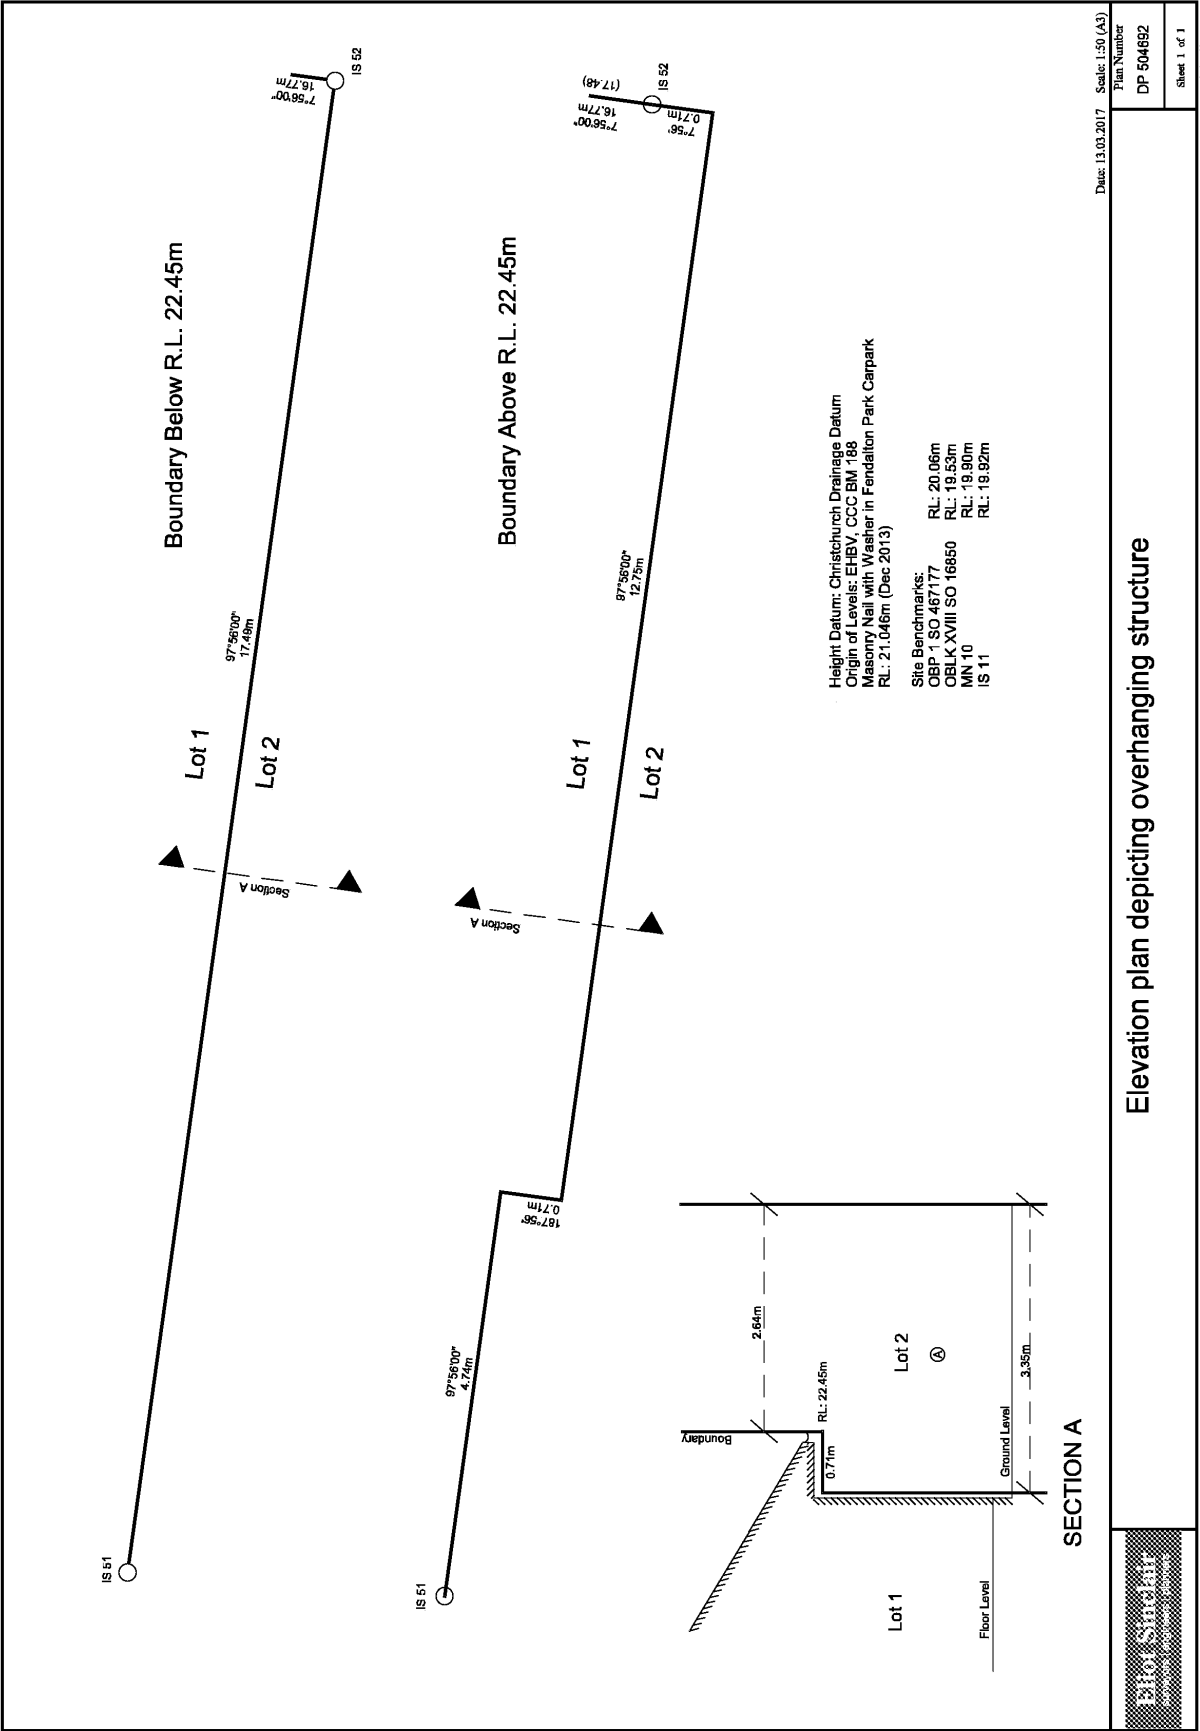 IS 51
97°56'00"
17.49m
Lot 1
Lot 2
Section A
Boundary Below R.L. 22.45m
7°56'00"
16.77m
IS 52
IS 51
97°56'00"
4.74m
187°56'
0.71m
Section A
Lot 1
Lot 2
97°56'00"
12.75m
Boundary Above R.L. 22.45m
7°56'00"
16.77m
(17.48)
7°56'
0.71m
IS 52
Boundary
2.64m
RL: 22.45m
0.71m
Lot 1
Lot 2
A
Floor Level
Ground Level
3.35m
SECTION A
Height Datum: Christchurch Drainage Datum
Origin of Levels: EHBV, CCC BM 188
Masonry Nail with Washer in Fendalton Park Carpark
RL: 21.046m (Dec 2013)
Site Benchmarks:
OBP 1 SO 467177 RL: 20.06m
OBLK XVIII SO 16850 RL: 19.53m
MN 10 RL: 19.90m
IS 11 RL: 19.92m
Date: 13.03.2017 Scale: 1:50 (A3)
Eliot Sinclair
Elevation plan depicting overhanging structure
Plan Number
DP 504692
Sheet 1 of 1